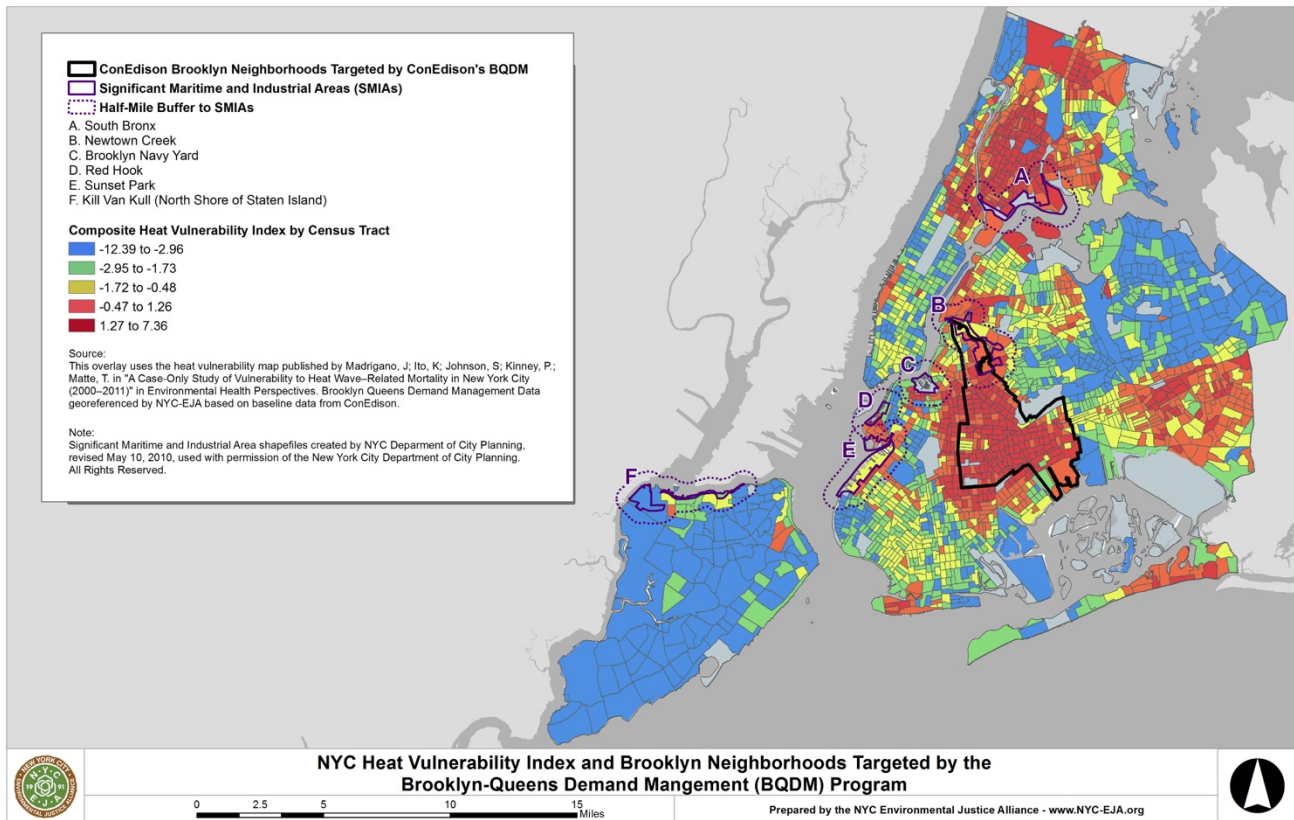 ConEdison Brooklyn Neighborhoods Targeted by ConEdison's BQDM
Significant Maritime and Industrial Areas (SMIAs)
Half-Mile Buffer to SMIAs
A. South Bronx
B. Newtown Creek
C. Brooklyn Navy Yard
D. Red Hook
E. Sunset Park
F. Kill Van Kull (North Shore of Staten Island)
Composite Heat Vulnerability Index by Census Tract
-12.39 to -2.96
-2.95 to -1.73
-1.72 to -0.48
-0.47 to 1.26
1.27 to 7.36
Source:
This overlay uses the heat vulnerability map published by Madrigano, J; Ito, K; Johnson, S; Kinney, P.;
Matte, T. in "A Case-Only Study of Vulnerability to Heat Wave–Related Mortality in New York City
(2000–2011)" in Environmental Health Perspectives. Brooklyn Queens Demand Management Data
georeferenced by NYC-EJA based on baseline data from ConEdison.
Note:
Significant Maritime and Industrial Area shapefiles created by NYC Deparment of City Planning,
revised May 10, 2010, used with permission of the New York City Department of City Planning.
All Rights Reserved.
A
B
C
D
E
F
NEW YORK CITY
N·Y·C
19 91
E·J·A
ENVIRONMENTAL JUSTICE ALLIANCE
NYC Heat Vulnerability Index and Brooklyn Neighborhoods Targeted by the
Brooklyn-Queens Demand Mangement (BQDM) Program
0 2.5 5 10 15
Miles
Prepared by the NYC Environmental Justice Alliance - www.NYC-EJA.org